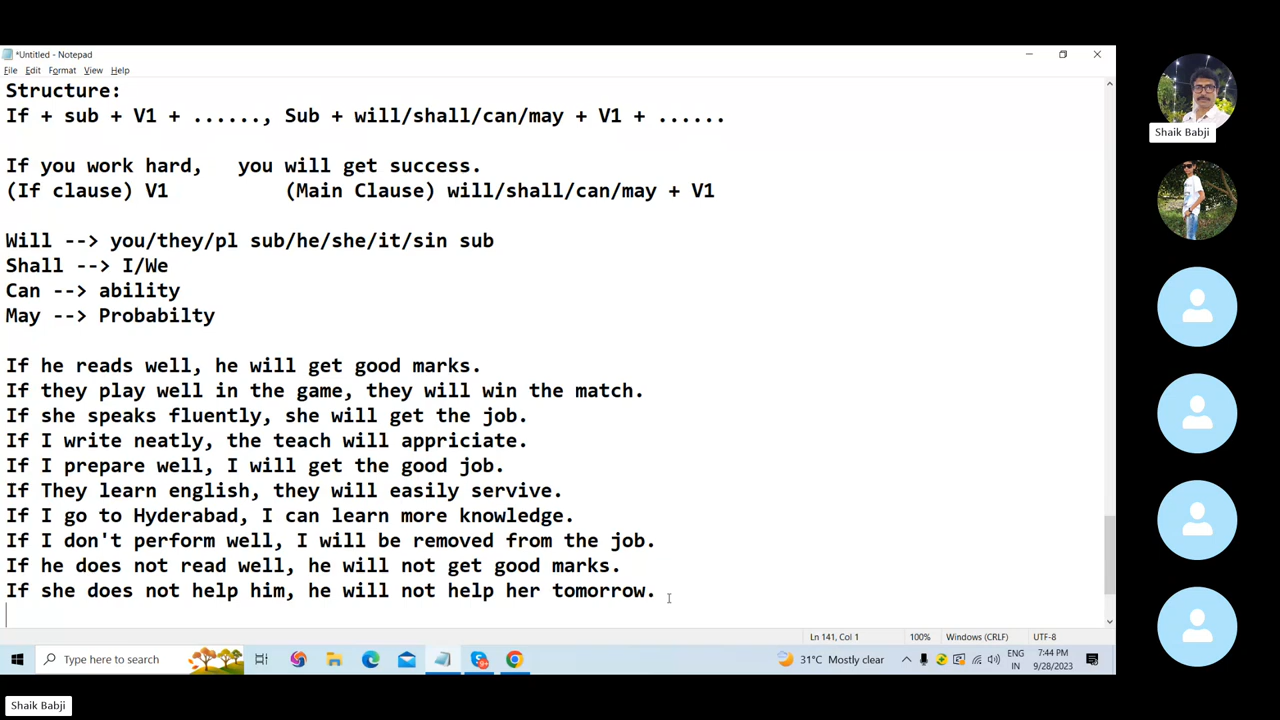 *Untitled - Notepad
File Edit Format View Help
Structure:
If + sub + V1 + ......, Sub + will/shall/can/may + V1 + ......
If you work hard, you will get success.
(If clause) V1 (Main Clause) will/shall/can/may + V1
Will --> you/they/pl sub/he/she/it/sin sub
Shall --> I/We
Can --> ability
May --> Probabilty
If he reads well, he will get good marks.
If they play well in the game, they will win the match.
If she speaks fluently, she will get the job.
If I write neatly, the teach will appriciate.
If I prepare well, I will get the good job.
If They learn english, they will easily servive.
If I go to Hyderabad, I can learn more knowledge.
If I don't perform well, I will be removed from the job.
If he does not read well, he will not get good marks.
If she does not help him, he will not help her tomorrow.
Ln 141, Col 1 100% Windows (CRLF) UTF-8
Type here to search
31°C Mostly clear
ENG
IN
7:44 PM
9/28/2023
Shaik Babji
Shaik Babji